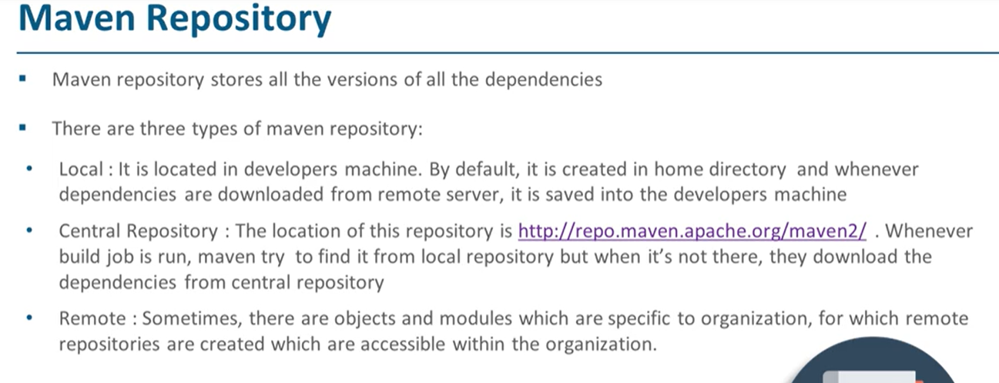 Maven Repository
Maven repository stores all the versions of all the dependencies
There are three types of maven repository:
Local : It is located in developers machine. By default, it is created in home directory and whenever
dependencies are downloaded from remote server, it is saved into the developers machine
Central Repository : The location of this repository is http://repo.maven.apache.org/maven2/ . Whenever
build job is run, maven try to find it from local repository but when it’s not there, they download the
dependencies from central repository
Remote : Sometimes, there are objects and modules which are specific to organization, for which remote
repositories are created which are accessible within the organization.